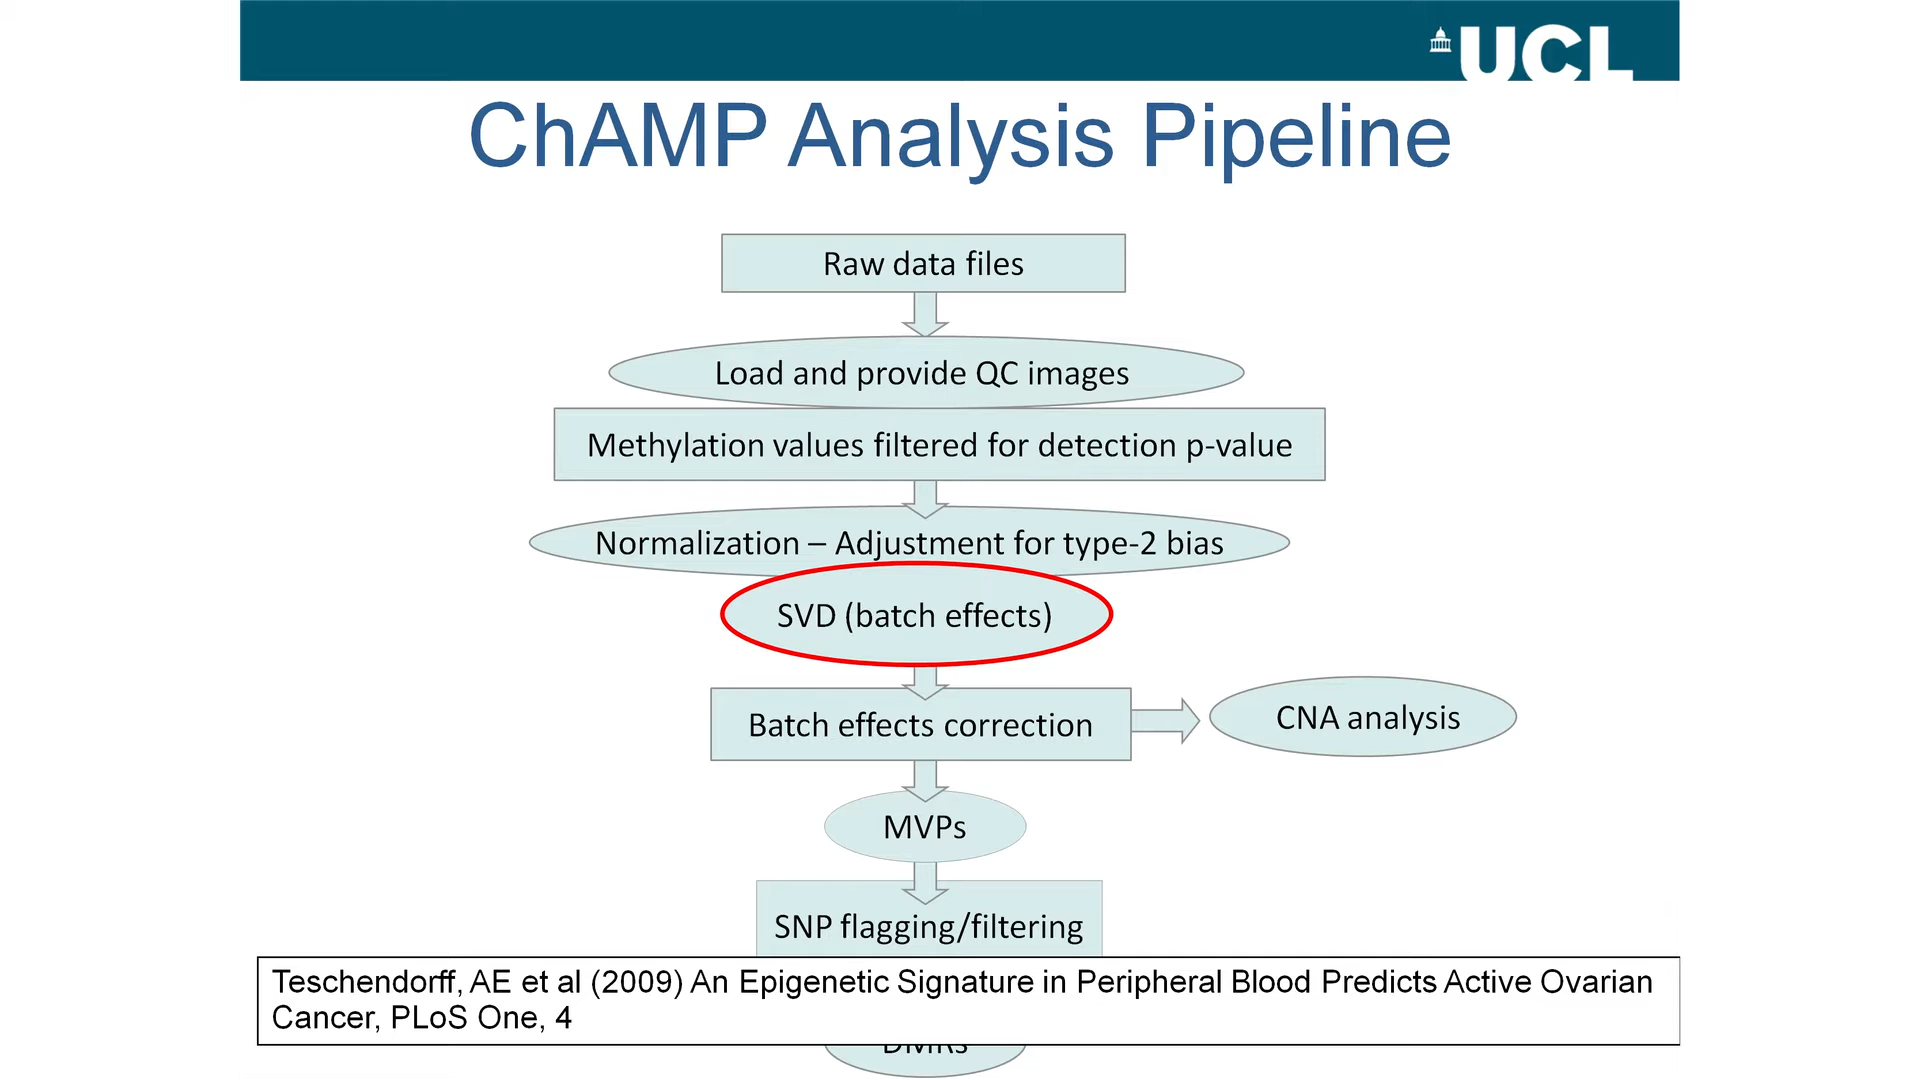 UCL
ChAMP Analysis Pipeline
Raw data files
Load and provide QC images
Methylation values filtered for detection p-value
Normalization – Adjustment for type-2 bias
SVD (batch effects)
Batch effects correction
CNA analysis
MVPs
SNP flagging/filtering
Teschendorff, AE et al (2009) An Epigenetic Signature in Peripheral Blood Predicts Active Ovarian
Cancer, PLoS One, 4
DMRs